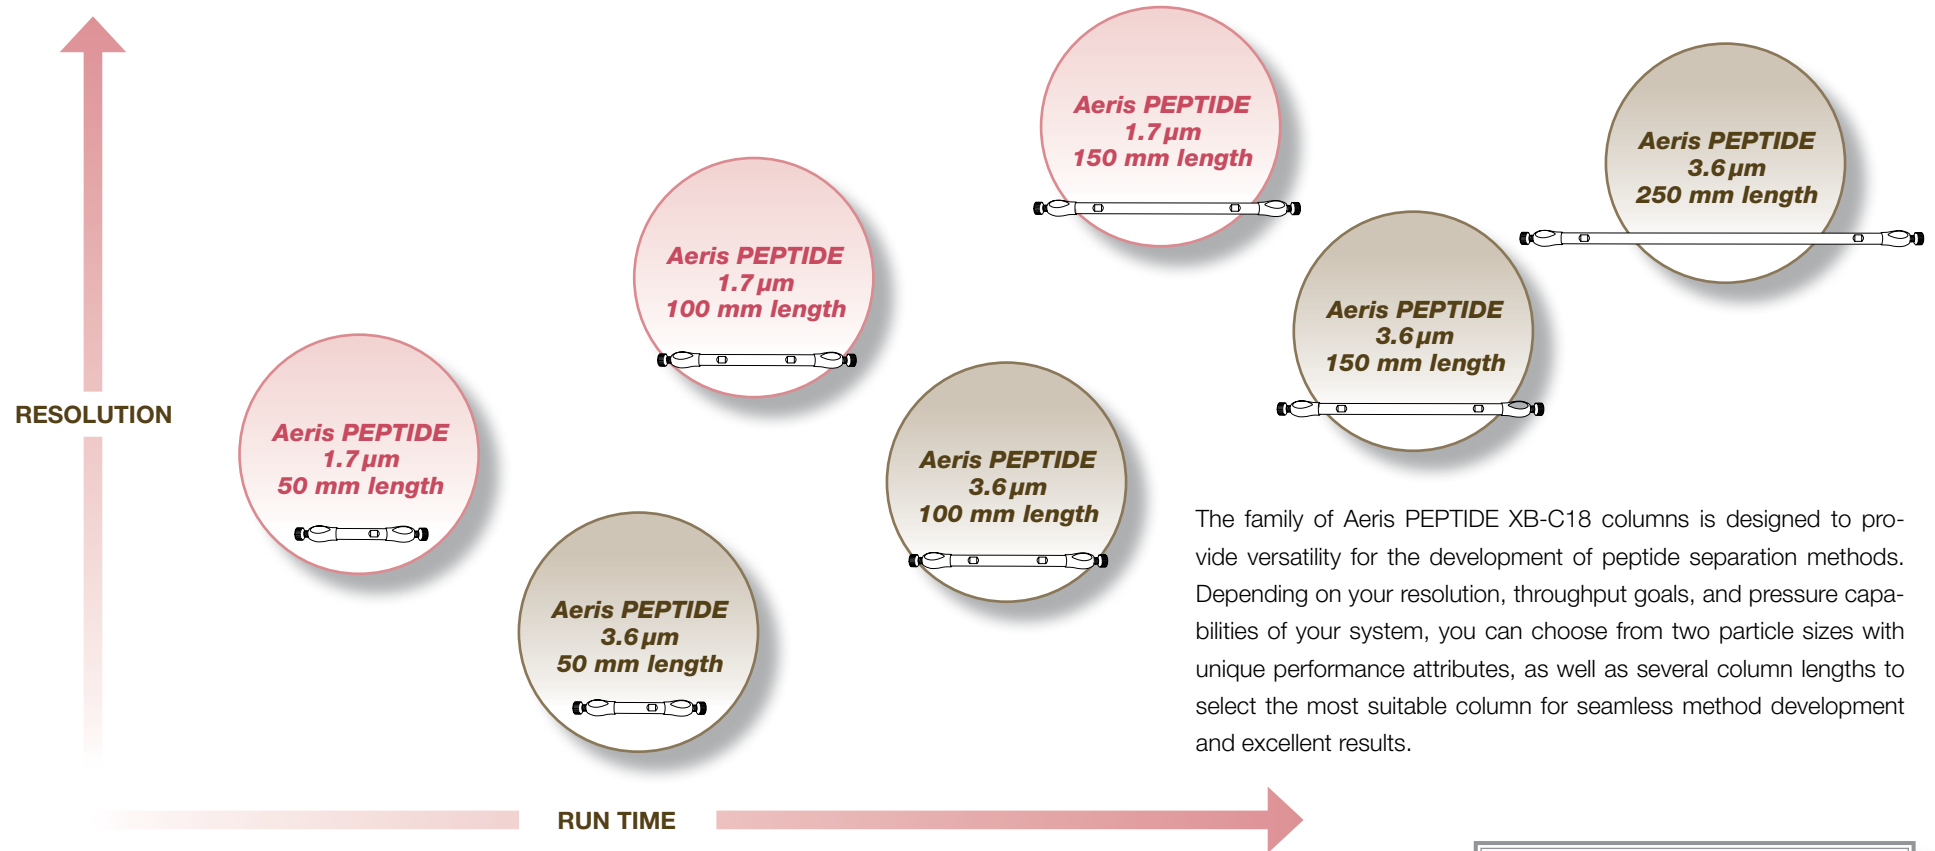 Aeris PEPTIDE
1.7 µm
150 mm length
Aeris PEPTIDE
3.6 µm
250 mm length
Aeris PEPTIDE
1.7 µm
100 mm length
Aeris PEPTIDE
3.6 µm
150 mm length
RESOLUTION
Aeris PEPTIDE
1.7 µm
50 mm length
Aeris PEPTIDE
3.6 µm
100 mm length
Aeris PEPTIDE
3.6 µm
50 mm length
The family of Aeris PEPTIDE XB-C18 columns is designed to pro-
vide versatility for the development of peptide separation methods.
Depending on your resolution, throughput goals, and pressure capa-
bilities of your system, you can choose from two particle sizes with
unique performance attributes, as well as several column lengths to
select the most suitable column for seamless method development
and excellent results.
RUN TIME